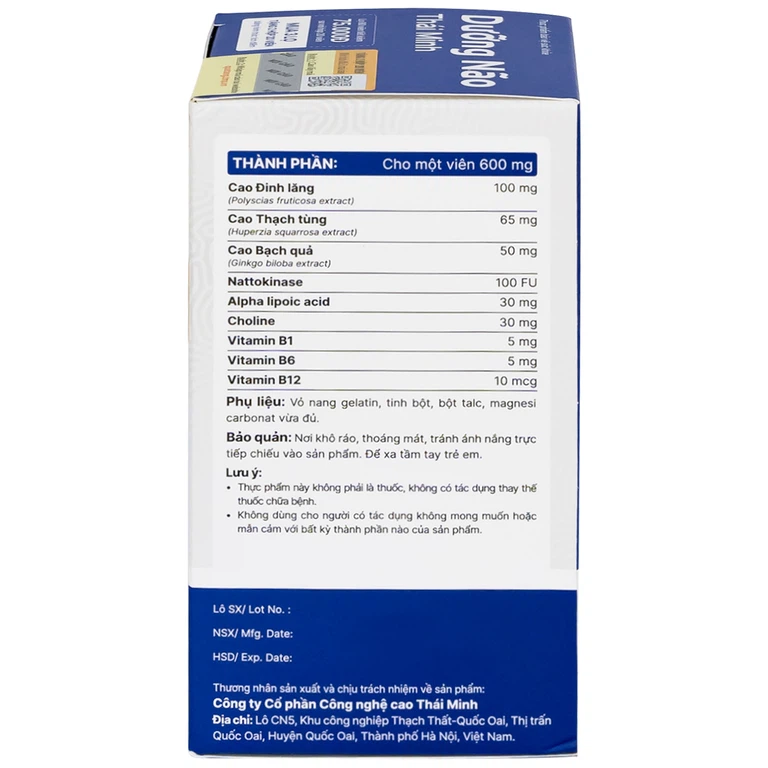 Dưỡng Não
Thái Minh
75.000Đ
MUA 6 TẶNG 1
THÀNH PHẦN: Cho một viên 600 mg
Cao Đinh lăng 100 mg
(Polyscias fruticosa extract)
Cao Thạch tùng 65 mg
(Huperzia squarrosa extract)
Cao Bạch quả 50 mg
(Ginkgo biloba extract)
Nattokinase 100 FU
Alpha lipoic acid 30 mg
Choline 30 mg
Vitamin B1 5 mg
Vitamin B6 5 mg
Vitamin B12 10 mcg
Phụ liệu: Vỏ nang gelatin, tinh bột, bột talc, magnesi
carbonat vừa đủ.
Bảo quản: Nơi khô ráo, thoáng mát, tránh ánh nắng trực
tiếp chiếu vào sản phẩm. Để xa tầm tay trẻ em.
Lưu ý:
• Thực phẩm này không phải là thuốc, không có tác dụng thay thế
thuốc chữa bệnh.
• Không dùng cho người có tác dụng không mong muốn hoặc
mẫn cảm với bất kỳ thành phần nào của sản phẩm.
Lô SX/ Lot No. :
NSX/ Mfg. Date:
HSD/ Exp. Date:
Thương nhân sản xuất và chịu trách nhiệm về sản phẩm:
Công ty Cổ phần Công nghệ cao Thái Minh
Địa chỉ: Lô CN5, Khu công nghiệp Thạch Thất-Quốc Oai, Thị trấn
Quốc Oai, Huyện Quốc Oai, Thành phố Hà Nội, Việt Nam.